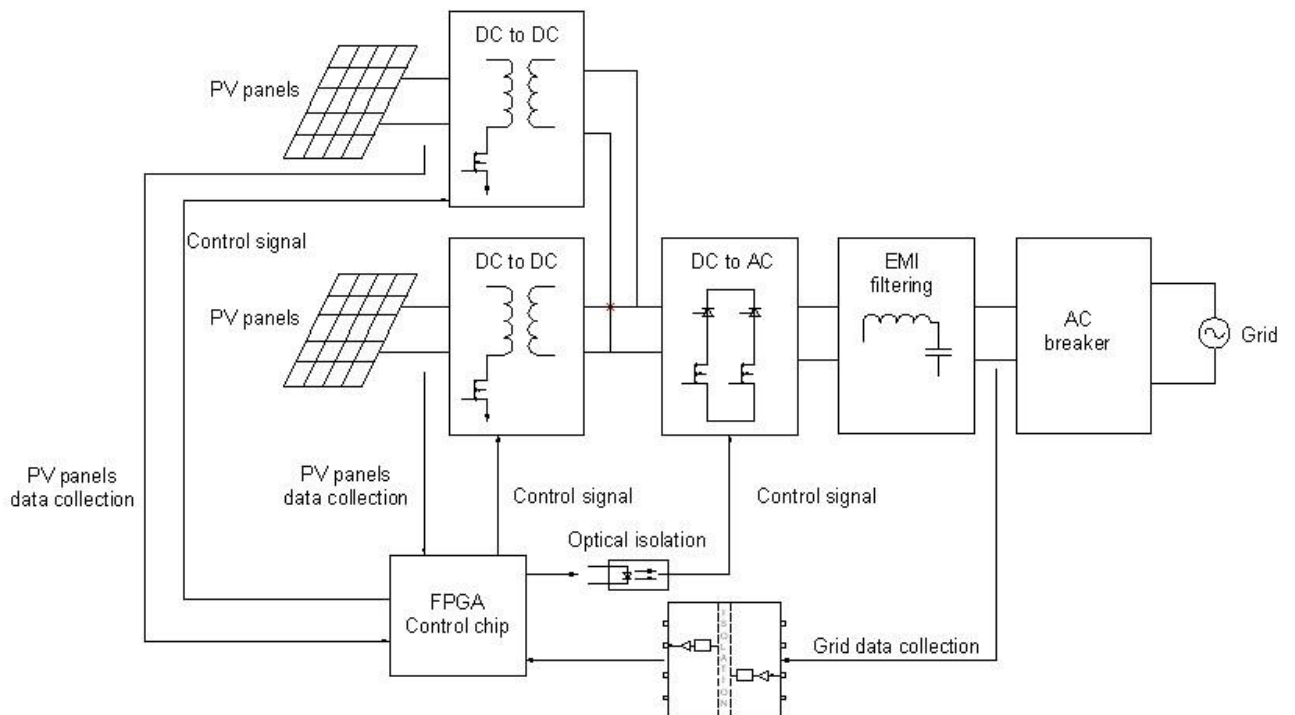 DC to DC
PV panels
Control signal
DC to DC
PV panels
DC to AC
EMI
filtering
AC
breaker
Grid
PV panels
data collection
PV panels
data collection
Control signal
Control signal
Optical isolation
FPGA
Control chip
Grid data collection
ISOLATION